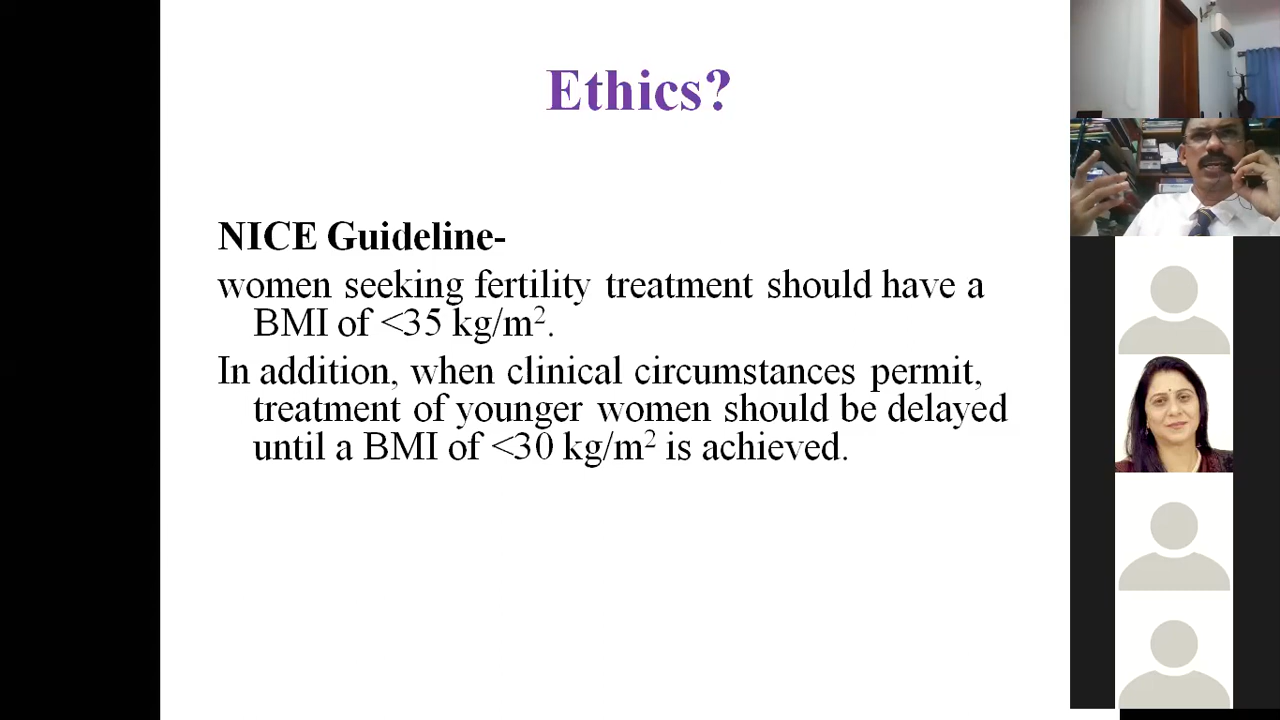 Ethics?
NICE Guideline-
women seeking fertility treatment should have a
BMI of <35 kg/m².
In addition, when clinical circumstances permit,
treatment of younger women should be delayed
until a BMI of <30 kg/m² is achieved.